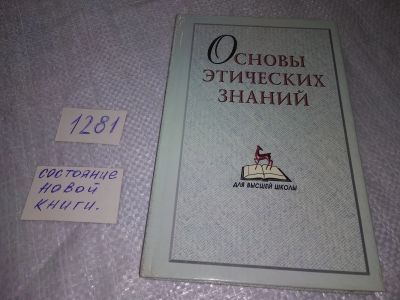 1281
состояние
новой
книги.
Основы
этических
знаний
для высшей школы